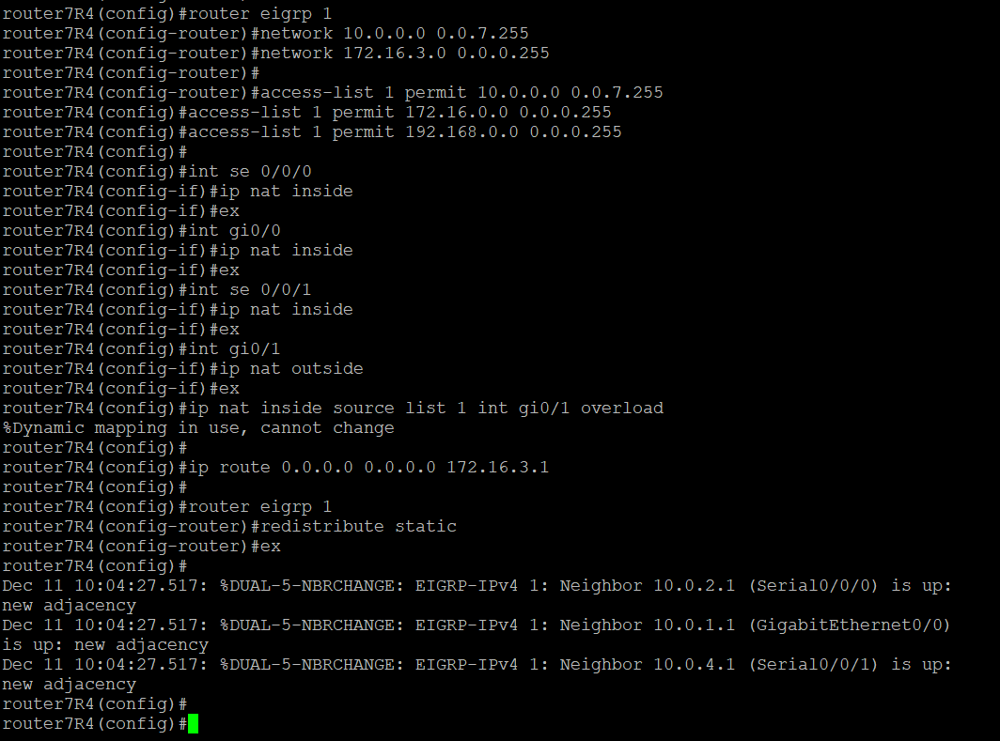 router7R4(config)#router eigrp 1
router7R4(config-router)#network 10.0.0.0 0.0.7.255
router7R4(config-router)#network 172.16.3.0 0.0.0.255
router7R4(config-router)#
router7R4(config-router)#access-list 1 permit 10.0.0.0 0.0.7.255
router7R4(config)#access-list 1 permit 172.16.0.0 0.0.0.255
router7R4(config)#access-list 1 permit 192.168.0.0 0.0.0.255
router7R4(config)#
router7R4(config)#int se 0/0/0
router7R4(config-if)#ip nat inside
router7R4(config-if)#ex
router7R4(config)#int gi0/0
router7R4(config-if)#ip nat inside
router7R4(config-if)#ex
router7R4(config)#int se 0/0/1
router7R4(config-if)#ip nat inside
router7R4(config-if)#ex
router7R4(config)#int gi0/1
router7R4(config-if)#ip nat outside
router7R4(config-if)#ex
router7R4(config)#ip nat inside source list 1 int gi0/1 overload
%Dynamic mapping in use, cannot change
router7R4(config)#
router7R4(config)#ip route 0.0.0.0 0.0.0.0 172.16.3.1
router7R4(config)#
router7R4(config)#router eigrp 1
router7R4(config-router)#redistribute static
router7R4(config-router)#ex
router7R4(config)#
Dec 11 10:04:27.517: %DUAL-5-NBRCHANGE: EIGRP-IPv4 1: Neighbor 10.0.2.1 (Serial0/0/0) is up:
new adjacency
Dec 11 10:04:27.517: %DUAL-5-NBRCHANGE: EIGRP-IPv4 1: Neighbor 10.0.1.1 (GigabitEthernet0/0)
is up: new adjacency
Dec 11 10:04:27.517: %DUAL-5-NBRCHANGE: EIGRP-IPv4 1: Neighbor 10.0.4.1 (Serial0/0/1) is up:
new adjacency
router7R4(config)#
router7R4(config)#